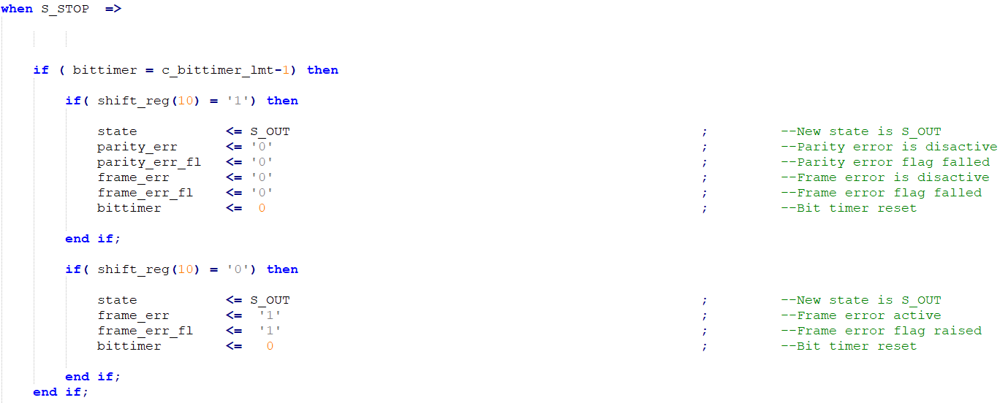 when S_STOP =>
if ( bittimer = c_bittimer_lmt-1) then
if( shift_reg(10) = '1') then
state <= S_OUT ; --New state is S_OUT
parity_err <= '0' ; --Parity error is disactive
parity_err_fl <= '0' ; --Parity error flag falled
frame_err <= '0' ; --Frame error is disactive
frame_err_fl <= '0' ; --Frame error flag falled
bittimer <= 0 ; --Bit timer reset
end if;
if( shift_reg(10) = '0') then
state <= S_OUT ; --New state is S_OUT
frame_err <= '1' ; --Frame error active
frame_err_fl <= '1' ; --Frame error flag raised
bittimer <= 0 ; --Bit timer reset
end if;
end if;